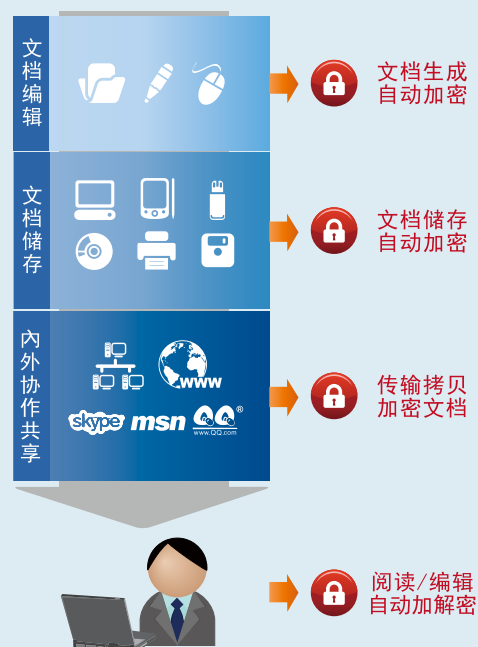 文档编辑
文档生成
自动加密
文档储存
文档储存
自动加密
內外协作共享
www
skype
msn
QQ®
www.QQ.com
传输拷贝
加密文档
阅读/编辑
自动加解密